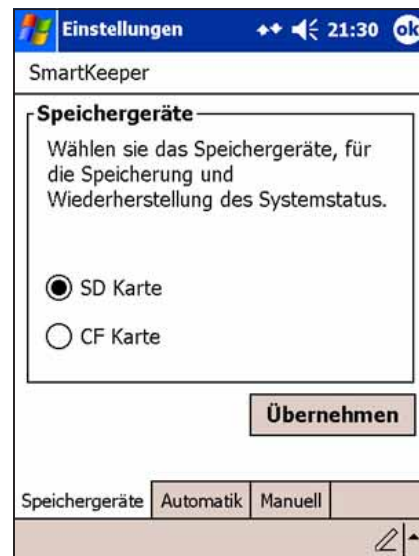 Einstellungen 21:30 ok
SmartKeeper
Speichergeräte
Wählen sie das Speichergeräte, für
die Speicherung und
Wiederherstellung des Systemstatus.
SD Karte
CF Karte
Übernehmen
Speichergeräte Automatik Manuell